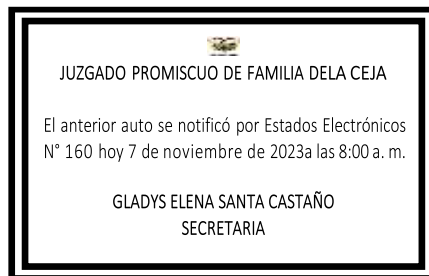 JUZGADO PROMISCUO DE FAMILIA DELA CEJA
El anterior auto se notificó por Estados Electrónicos
N° 160 hoy 7 de noviembre de 2023a las 8:00 a. m.
GLADYS ELENA SANTA CASTAÑO
SECRETARIA